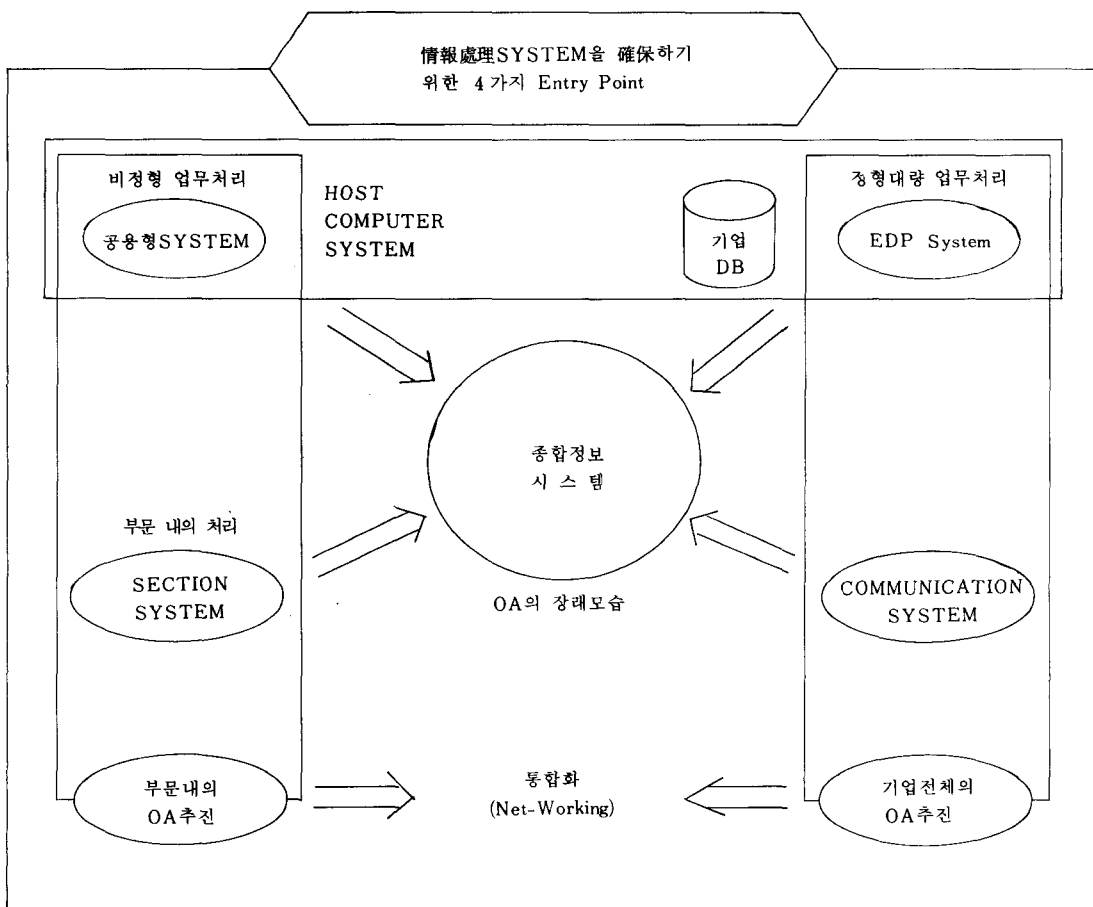 情報處理SYSTEM을 確保하기
위한 4가지 Entry Point
비정형 업무처리
공용형SYSTEM
HOST
COMPUTER
SYSTEM
기업
DB
정형대량 업무처리
EDP System
종합정보
시 스 템
부문 내의 처리
SECTION
SYSTEM
OA의 장래모습
COMMUNICATION
SYSTEM
부문내의
OA추진
통합화
(Net-Working)
기업전체의
OA추진